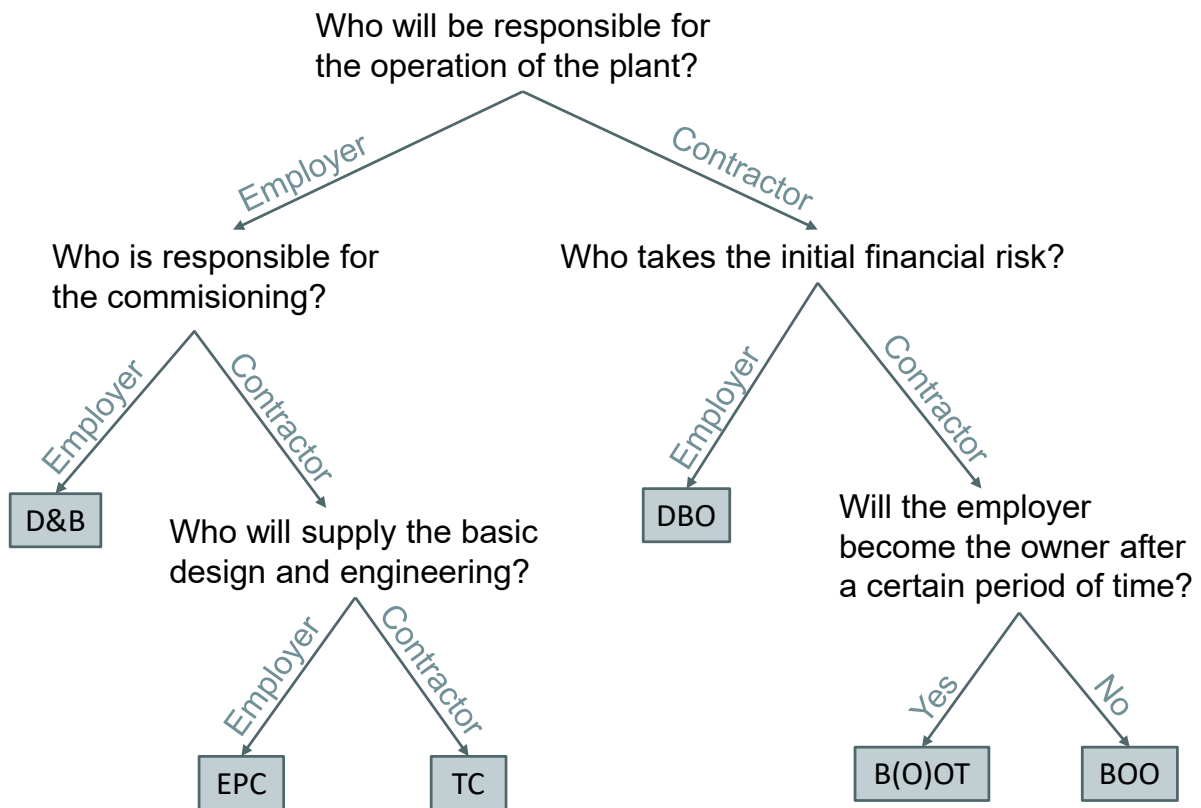 Who will be responsible for
the operation of the plant?
Employer
Contractor
Who is responsible for
the commisioning?
Who takes the initial financial risk?
Employer
Contractor
Employer
Contractor
D&B
DBO
Who will supply the basic
design and engineering?
Will the employer
become the owner after
a certain period of time?
Employer
Contractor
Yes
No
EPC
TC
B(O)OT
BOO